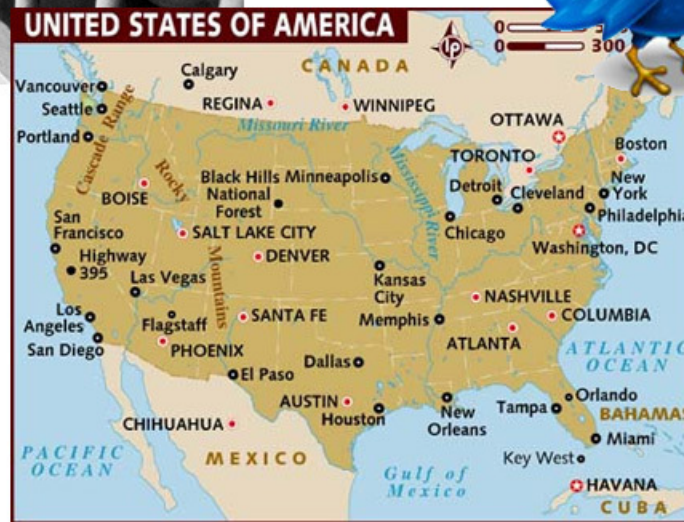 UNITED STATES OF AMERICA
0
0 300
LP
CANADA
Calgary
Vancouver
Seattle
REGINA
WINNIPEG
OTTAWA
Portland
Cascade Range
Missouri River
Boston
TORONTO
Rocky
Mountains
Black Hills
National
Forest
Minneapolis
Mississippi River
Detroit
Cleveland
New
York
BOISE
Philadelphia
San
Francisco
SALT LAKE CITY
Chicago
Washington, DC
Highway
395
DENVER
Las Vegas
Kansas
City
NASHVILLE
Los
Angeles
Flagstaff
SANTA FE
Memphis
COLUMBIA
San Diego
PHOENIX
ATLANTA
ATLANTIC
OCEAN
El Paso
Dallas
AUSTIN
Houston
New
Orleans
Tampa
Orlando
BAHAMAS
CHIHUAHUA
Miami
PACIFIC
OCEAN
MEXICO
Gulf of
Mexico
Key West
HAVANA
CUBA